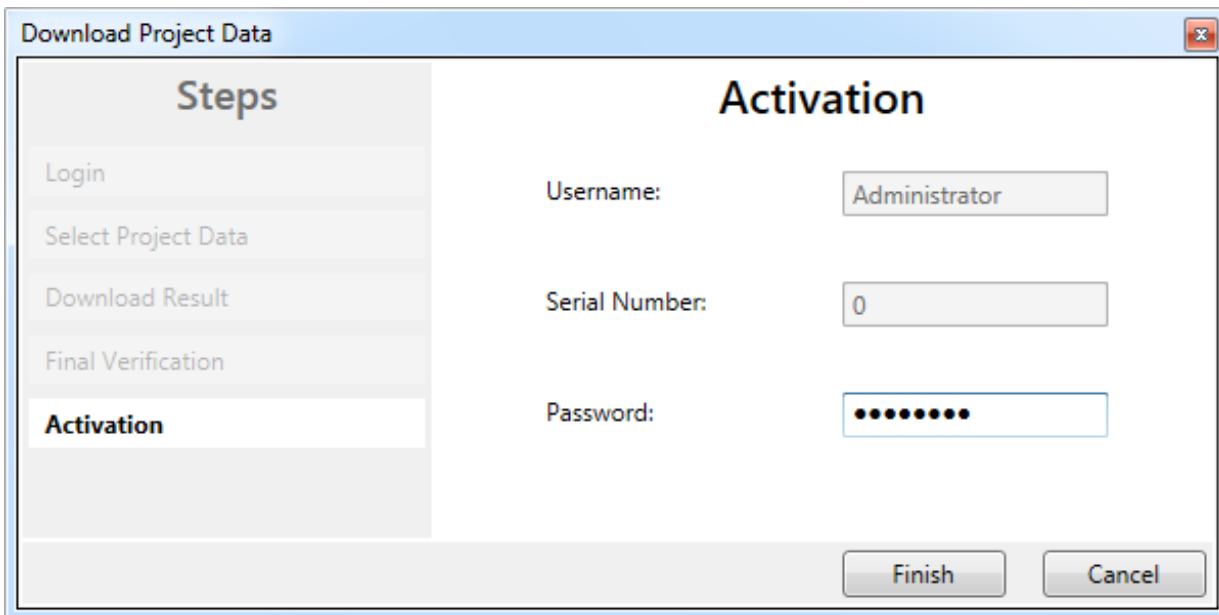 Download Project Data
Steps
Login
Select Project Data
Download Result
Final Verification
Activation
Activation
Username:
Administrator
Serial Number:
0
Password:
••••••••
Finish
Cancel